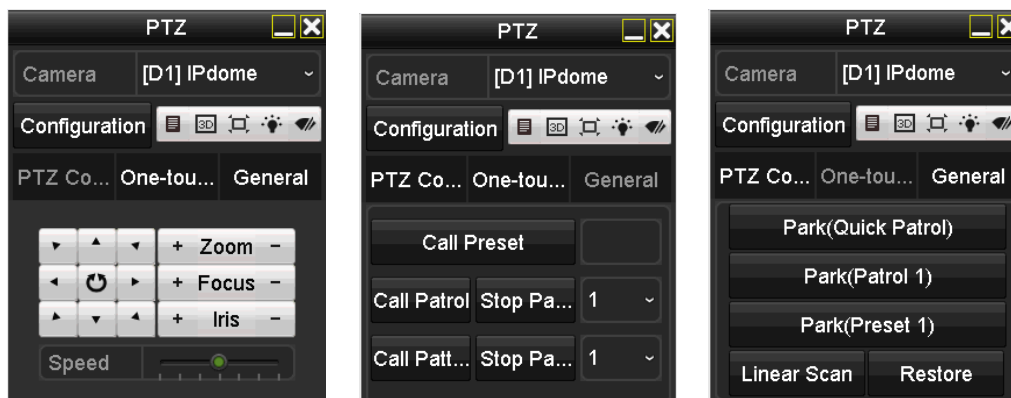 PTZ
Camera [D1] IPdome
Configuration 3D
PTZ Co... One-tou... General
+ Zoom -
+ Focus -
+ Iris -
Speed
PTZ
Camera [D1] IPdome
Configuration 3D
PTZ Co... One-tou... General
Call Preset
Call Patrol Stop Pa... 1
Call Patt... Stop Pa... 1
PTZ
Camera [D1] IPdome
Configuration 3D
PTZ Co... One-tou... General
Park(Quick Patrol)
Park(Patrol 1)
Park(Preset 1)
Linear Scan Restore